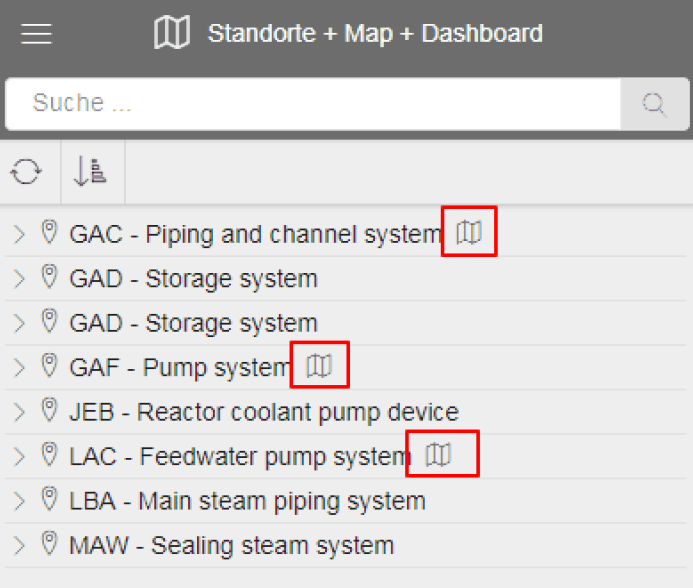 Standorte + Map + Dashboard
Suche ...
GAC - Piping and channel system
GAD - Storage system
GAD - Storage system
GAF - Pump system
JEB - Reactor coolant pump device
LAC - Feedwater pump system
LBA - Main steam piping system
MAW - Sealing steam system